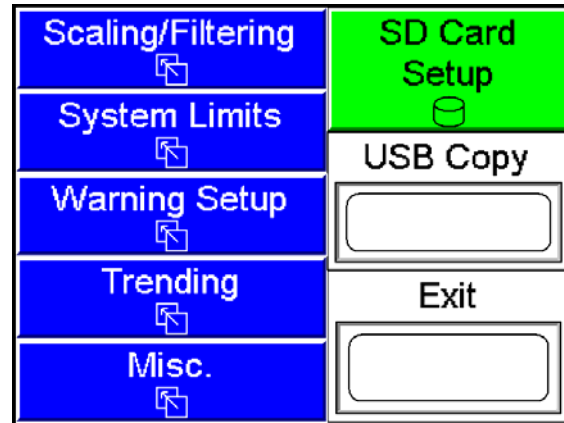 Scaling/Filtering
System Limits
Warning Setup
Trending
Misc.
SD Card
Setup
USB Copy
Exit